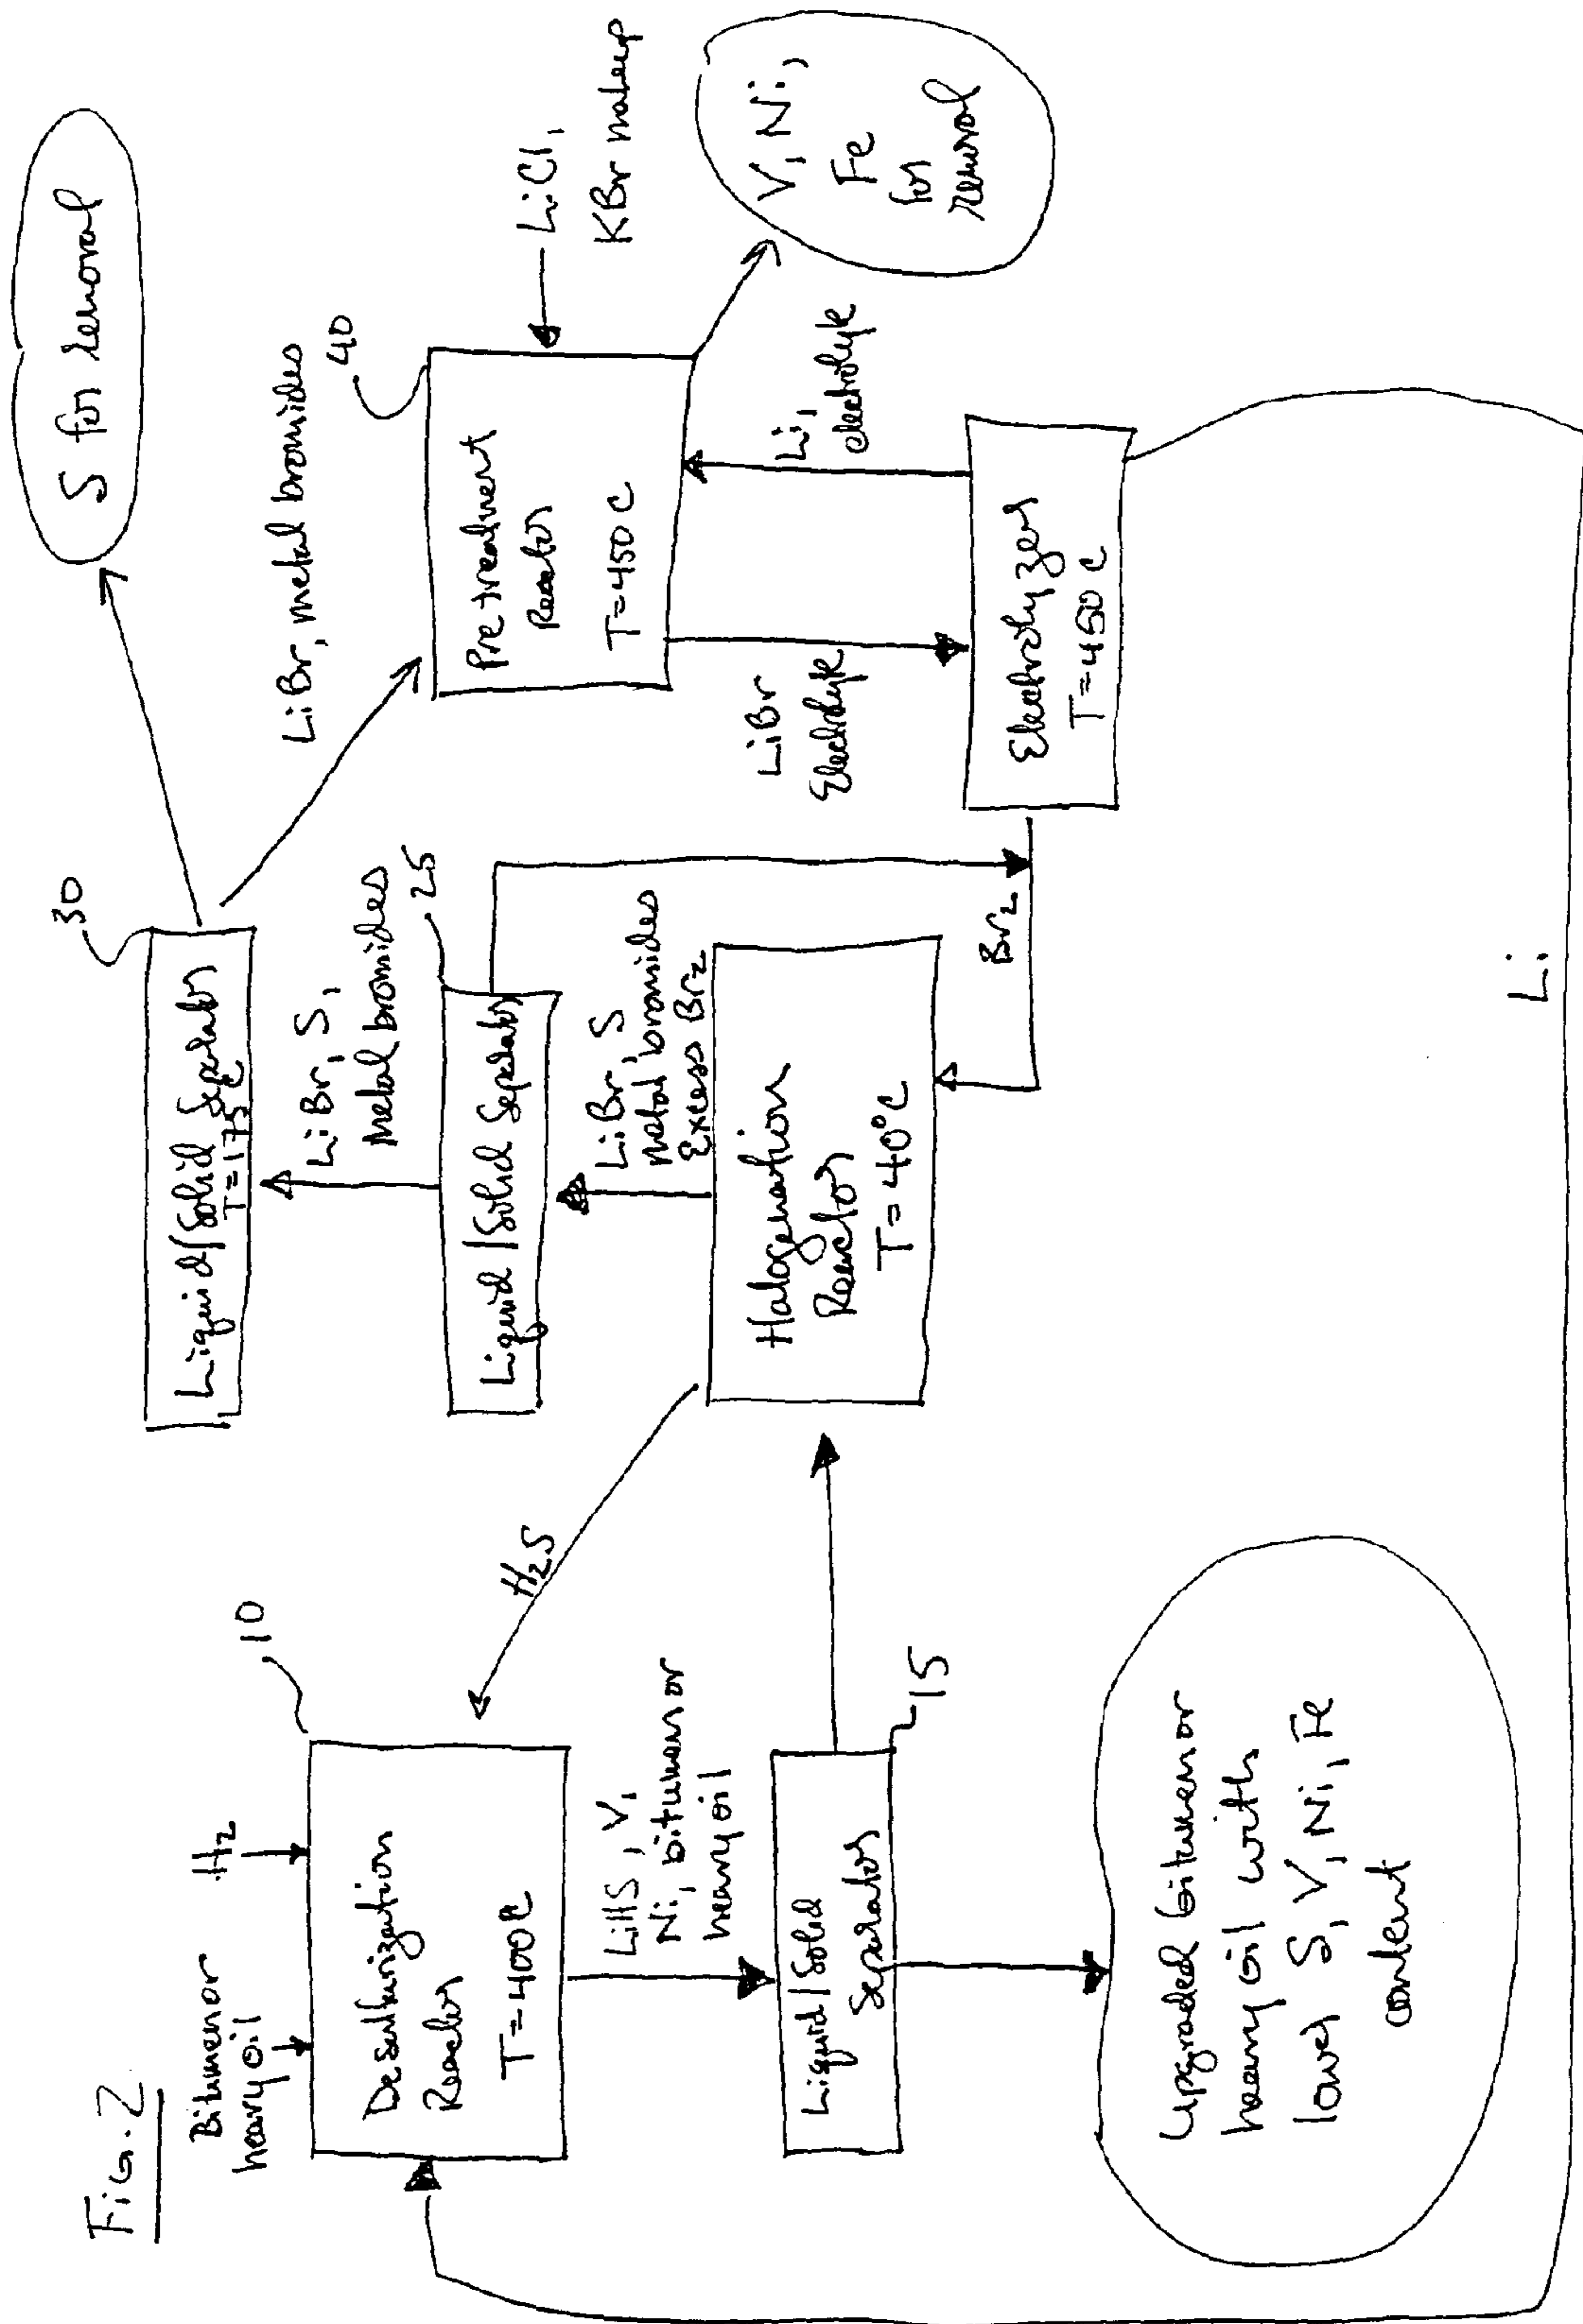 FIG. 2
Bitumen or
heavy oil
H2
10
Desulfurization
Reactor
T=400C
LiHS, V,
Ni, bitumen or
heavy oil
Liquid/Solid
Separator
15
Upgraded bitumen or
heavy oil with
lower S, V, Ni, Fe
content
H2S
30
Liquid/Solid Separator
T=175C
LiBr, S,
Metal bromides
25
Liquid/Solid Separator
LiBr, S
metal bromides
Excess Br2
Halogenation
Reactor
T=40°C
Br2
S for removal
LiBr, metal bromides
40
Pretreatment
Reactor
T=450C
LiCl,
KBr makeup
V, Ni,
Fe
for
removal
LiBr
Electrolyte
Li,
electrolyte
Electrolyzer
T=450C
Li